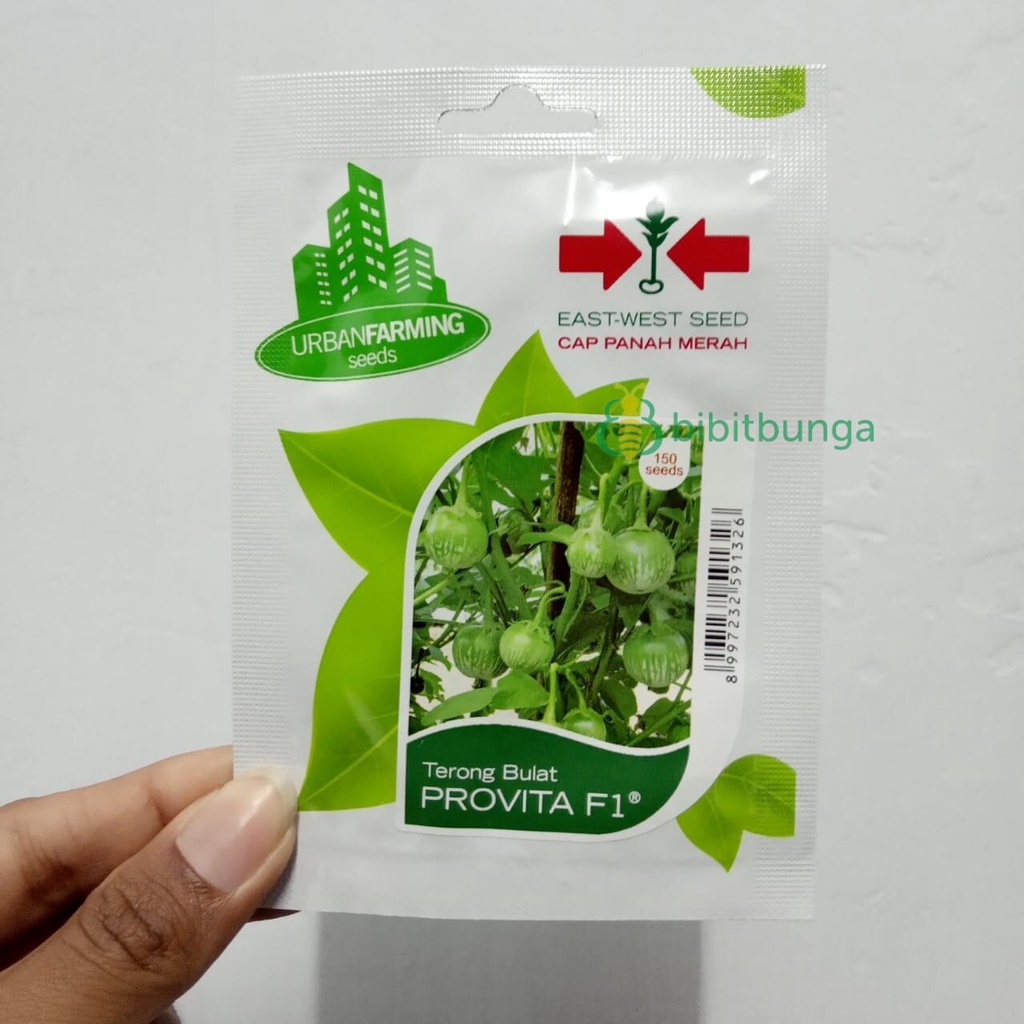 URBANFARMING
seeds
EAST-WEST SEED
CAP PANAH MERAH
bibitbunga
150
seeds
8997232591326
Terong Bulat
PROVITA F1®